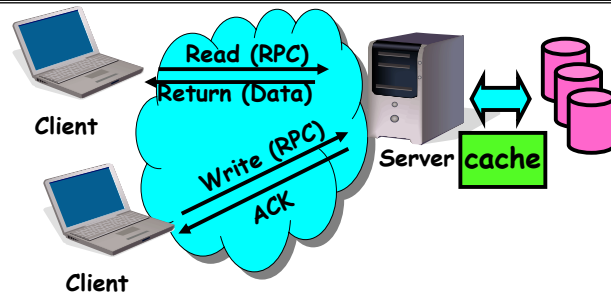 Read (RPC)
Return (Data)
Client
Write (RPC)
ACK
Server
cache
Client